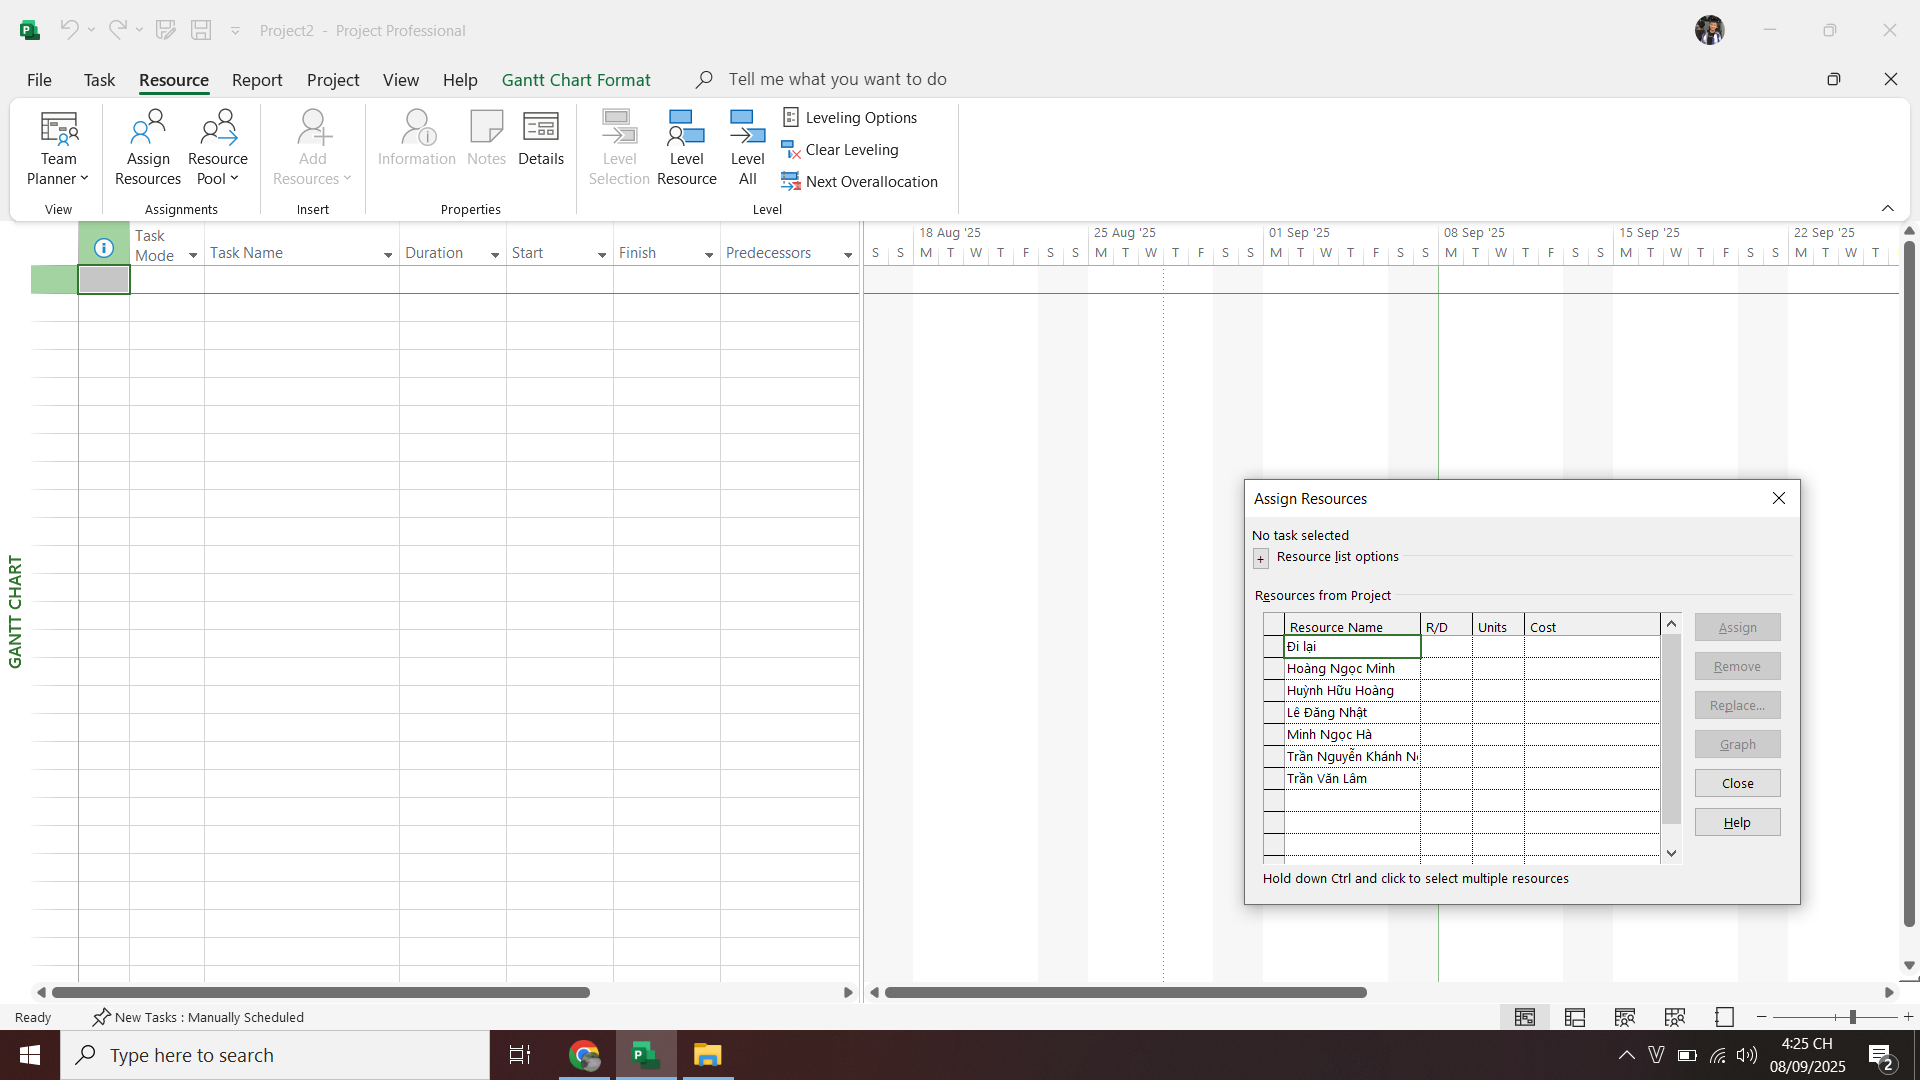 Project2 - Project Professional
File Task Resource Report Project View Help Gantt Chart Format Tell me what you want to do
Team Planner
Assign Resources
Resource Pool
Add Resources
Information
Notes
Details
Level Selection
Level Resource
Level All
Leveling Options
Clear Leveling
Next Overallocation
View Assignments Insert Properties Level
Task Mode Task Name Duration Start Finish Predecessors
18 Aug '25 25 Aug '25 01 Sep '25 08 Sep '25 15 Sep '25 22 Sep '25
S S M T W T F S S M T W T F S S M T W T F S S M T W T F S S M T W T F S S M T W T
GANTT CHART
Assign Resources
No task selected
+ Resource list options
Resources from Project
Resource Name R/D Units Cost
Đi lại
Hoàng Ngọc Minh
Huỳnh Hữu Hoàng
Lê Đăng Nhật
Minh Ngọc Hà
Trần Nguyễn Khánh
Trần Văn Lâm
Assign
Remove
Replace...
Graph
Close
Help
Hold down Ctrl and click to select multiple resources
Ready New Tasks : Manually Scheduled
Type here to search
4:25 CH
08/09/2025
2